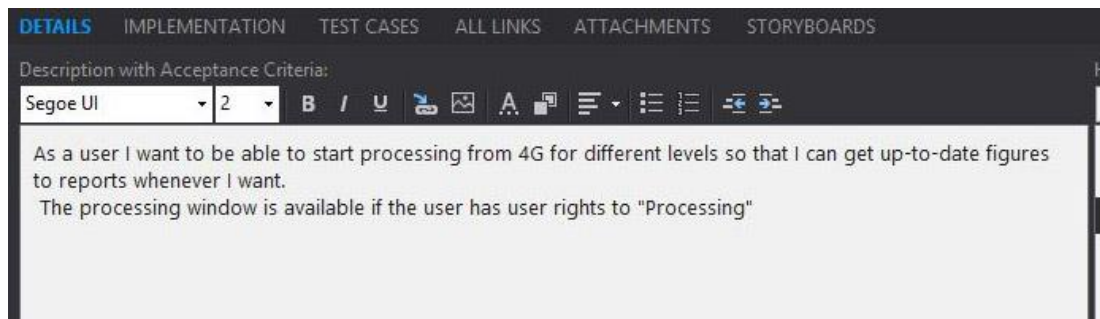 DETAILS IMPLEMENTATION TEST CASES ALL LINKS ATTACHMENTS STORYBOARDS
Description with Acceptance Criteria:
Segoe UI 2 B I U A
As a user I want to be able to start processing from 4G for different levels so that I can get up-to-date figures
to reports whenever I want.
The processing window is available if the user has user rights to "Processing"